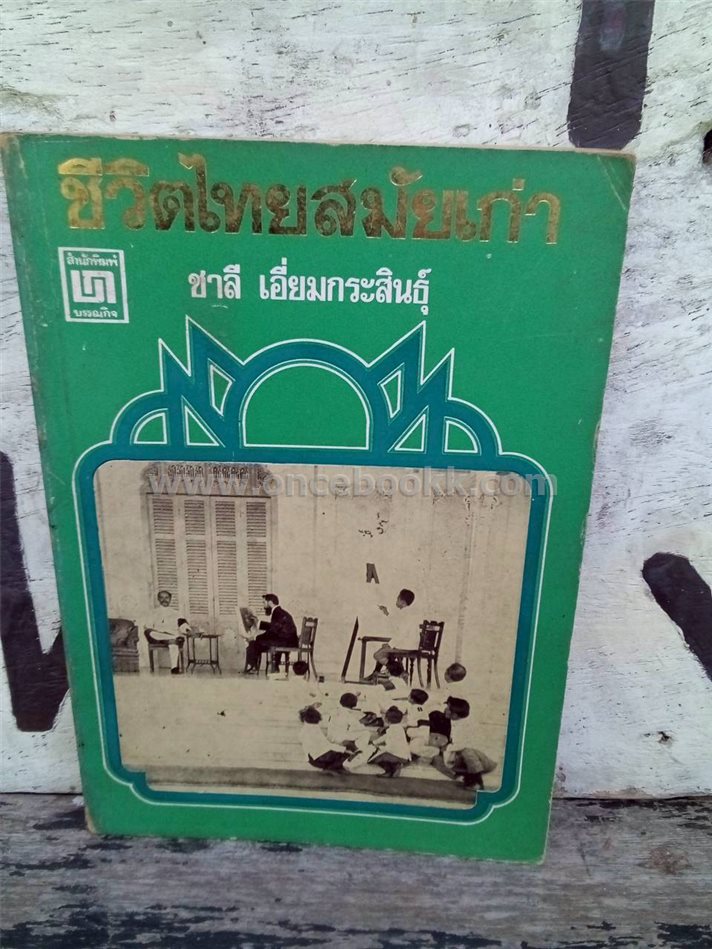 ชีวิตไทยสมัยเก่า
สำนักพิมพ์
บรรณกิจ
ชาลี เอี่ยมกระสินธุ์
www.oncebookk.com
A